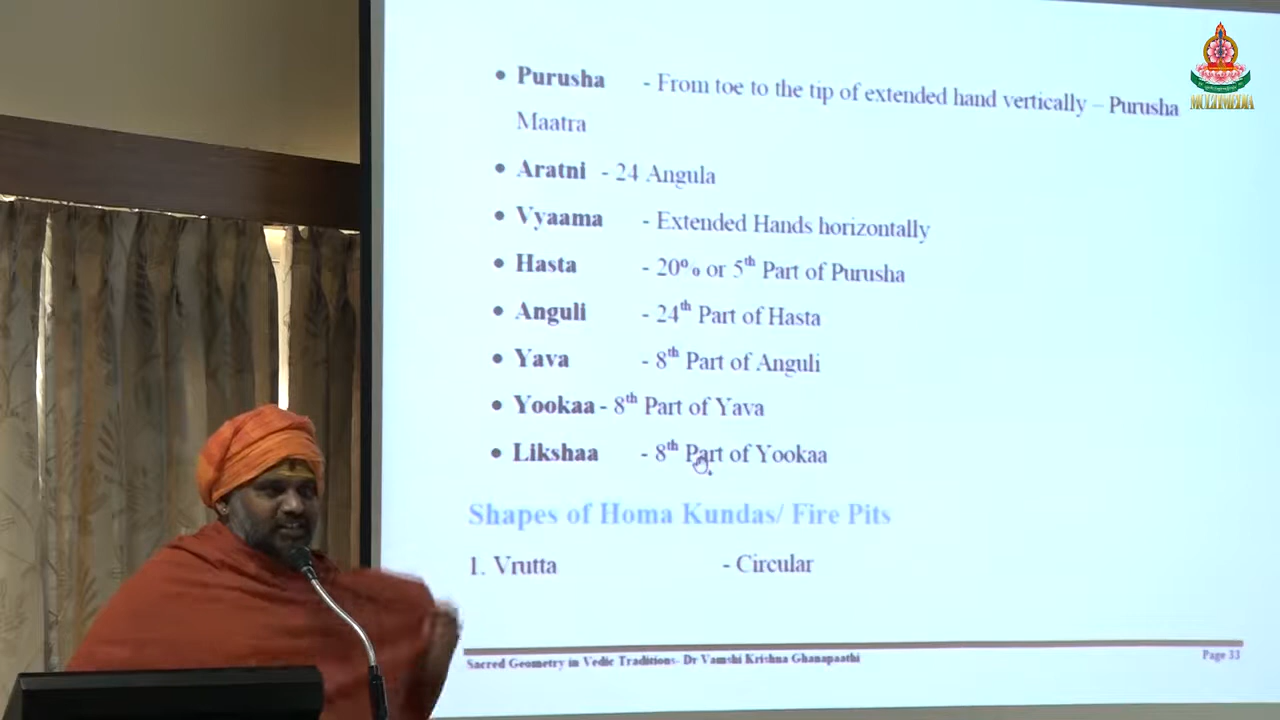 MULTIMEDIA
• Purusha - From toe to the tip of extended hand vertically – Purusha
Maatra
• Aratni - 24 Angula
• Vyaama - Extended Hands horizontally
• Hasta - 20% or 5th Part of Purusha
• Anguli - 24th Part of Hasta
• Yava - 8th Part of Anguli
• Yookaa - 8th Part of Yava
• Likshaa - 8th Part of Yookaa
Shapes of Homa Kundas/ Fire Pits
1. Vrutta - Circular
Sacred Geometry in Vedic Traditions- Dr Vamshi Krishna Ghanapaathi Page 33